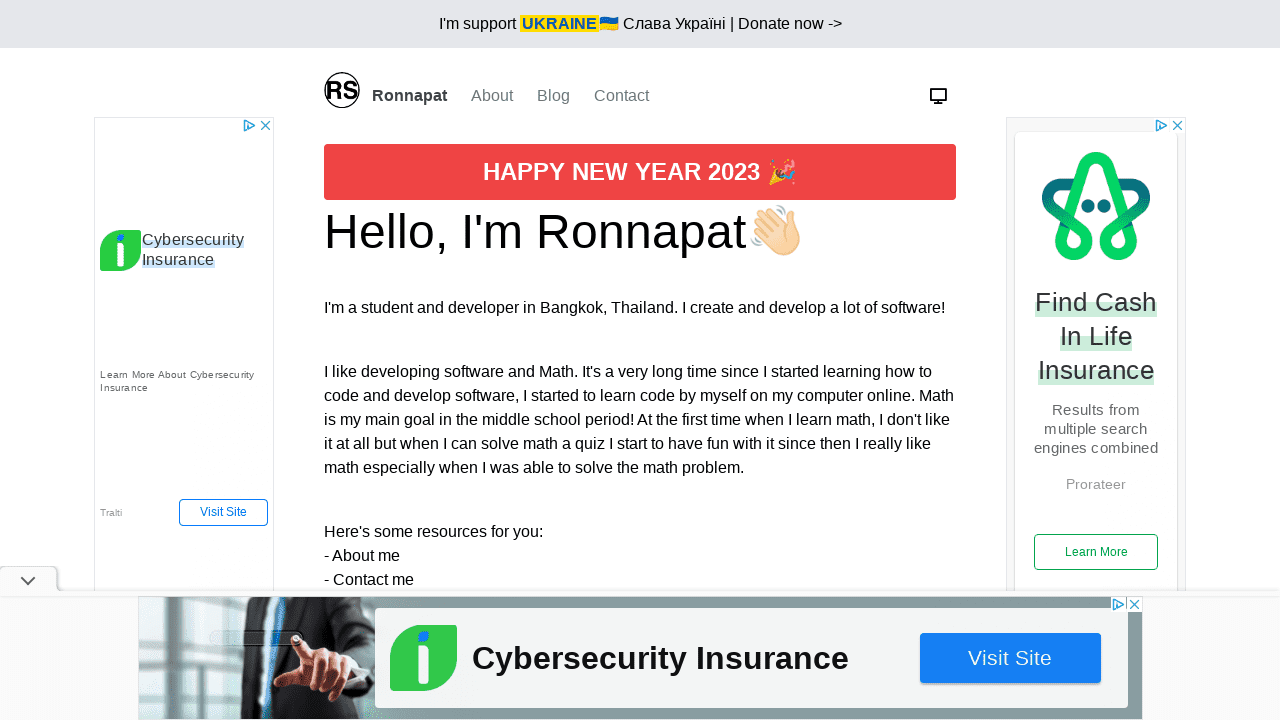 I'm support UKRAINE🇺🇦 Слава Україні | Donate now ->
RS Ronnapat About Blog Contact
HAPPY NEW YEAR 2023 🎉
Hello, I'm Ronnapat👋🏻
I'm a student and developer in Bangkok, Thailand. I create and develop a lot of software!
I like developing software and Math. It's a very long time since I started learning how to
code and develop software, I started to learn code by myself on my computer online. Math
is my main goal in the middle school period! At the first time when I learn math, I don't like
it at all but when I can solve math a quiz I start to have fun with it since then I really like
math especially when I was able to solve the math problem.
Here's some resources for you:
- About me
- Contact me
Cybersecurity
Insurance
Learn More About Cybersecurity
Insurance
Tralti
Visit Site
Find Cash
In Life
Insurance
Results from
multiple search
engines combined
Prorateer
Learn More
Cybersecurity Insurance
Visit Site